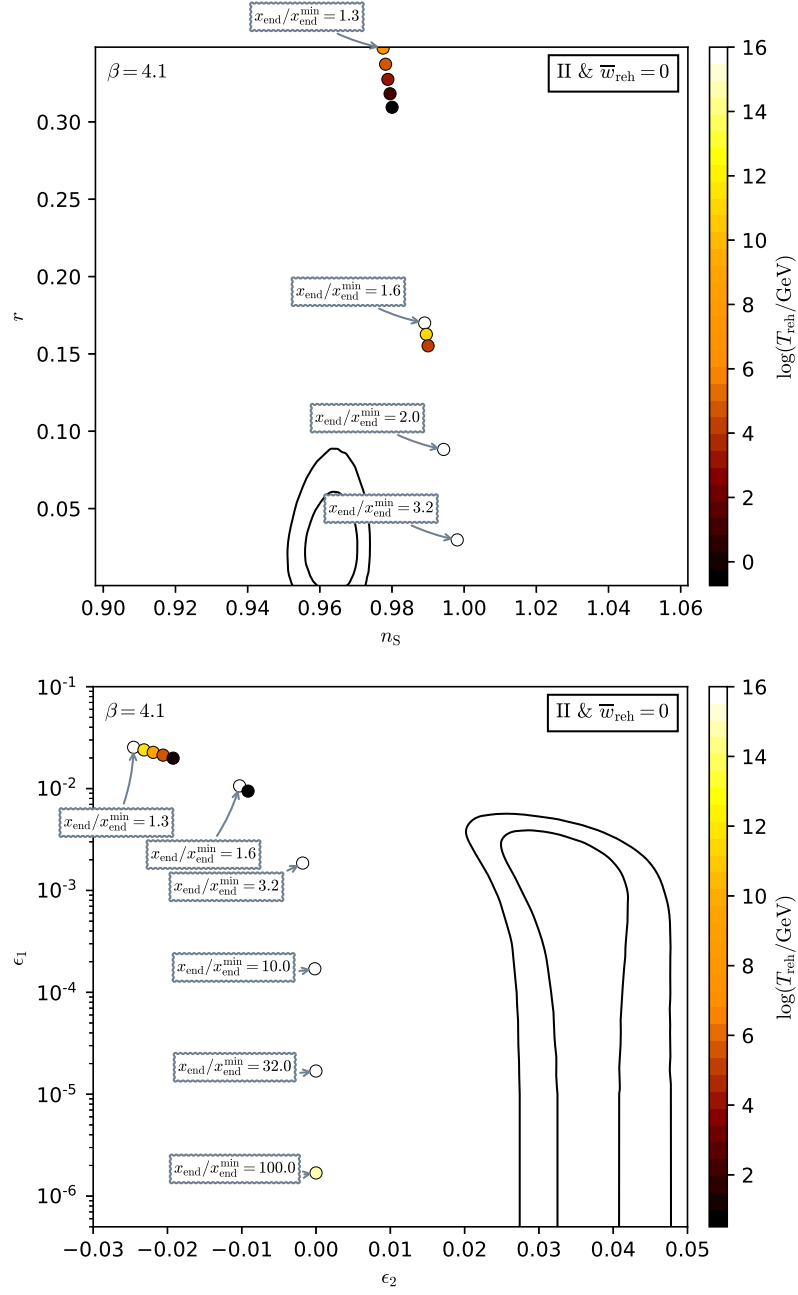 x_end/x_end^min = 1.3
β = 4.1
II & w̅_reh = 0
0.30
0.25
0.20
0.15
0.10
0.05
r
x_end/x_end^min = 1.6
x_end/x_end^min = 2.0
x_end/x_end^min = 3.2
0.90 0.92 0.94 0.96 0.98 1.00 1.02 1.04 1.06
n_S
16
14
12
10
8
6
4
2
0
log(T_reh/GeV)
β = 4.1
II & w̅_reh = 0
10^-1
10^-2
10^-3
10^-4
10^-5
10^-6
ϵ_1
x_end/x_end^min = 1.3
x_end/x_end^min = 1.6
x_end/x_end^min = 3.2
x_end/x_end^min = 10.0
x_end/x_end^min = 32.0
x_end/x_end^min = 100.0
−0.03 −0.02 −0.01 0.00 0.01 0.02 0.03 0.04 0.05
ϵ_2
16
14
12
10
8
6
4
2
log(T_reh/GeV)